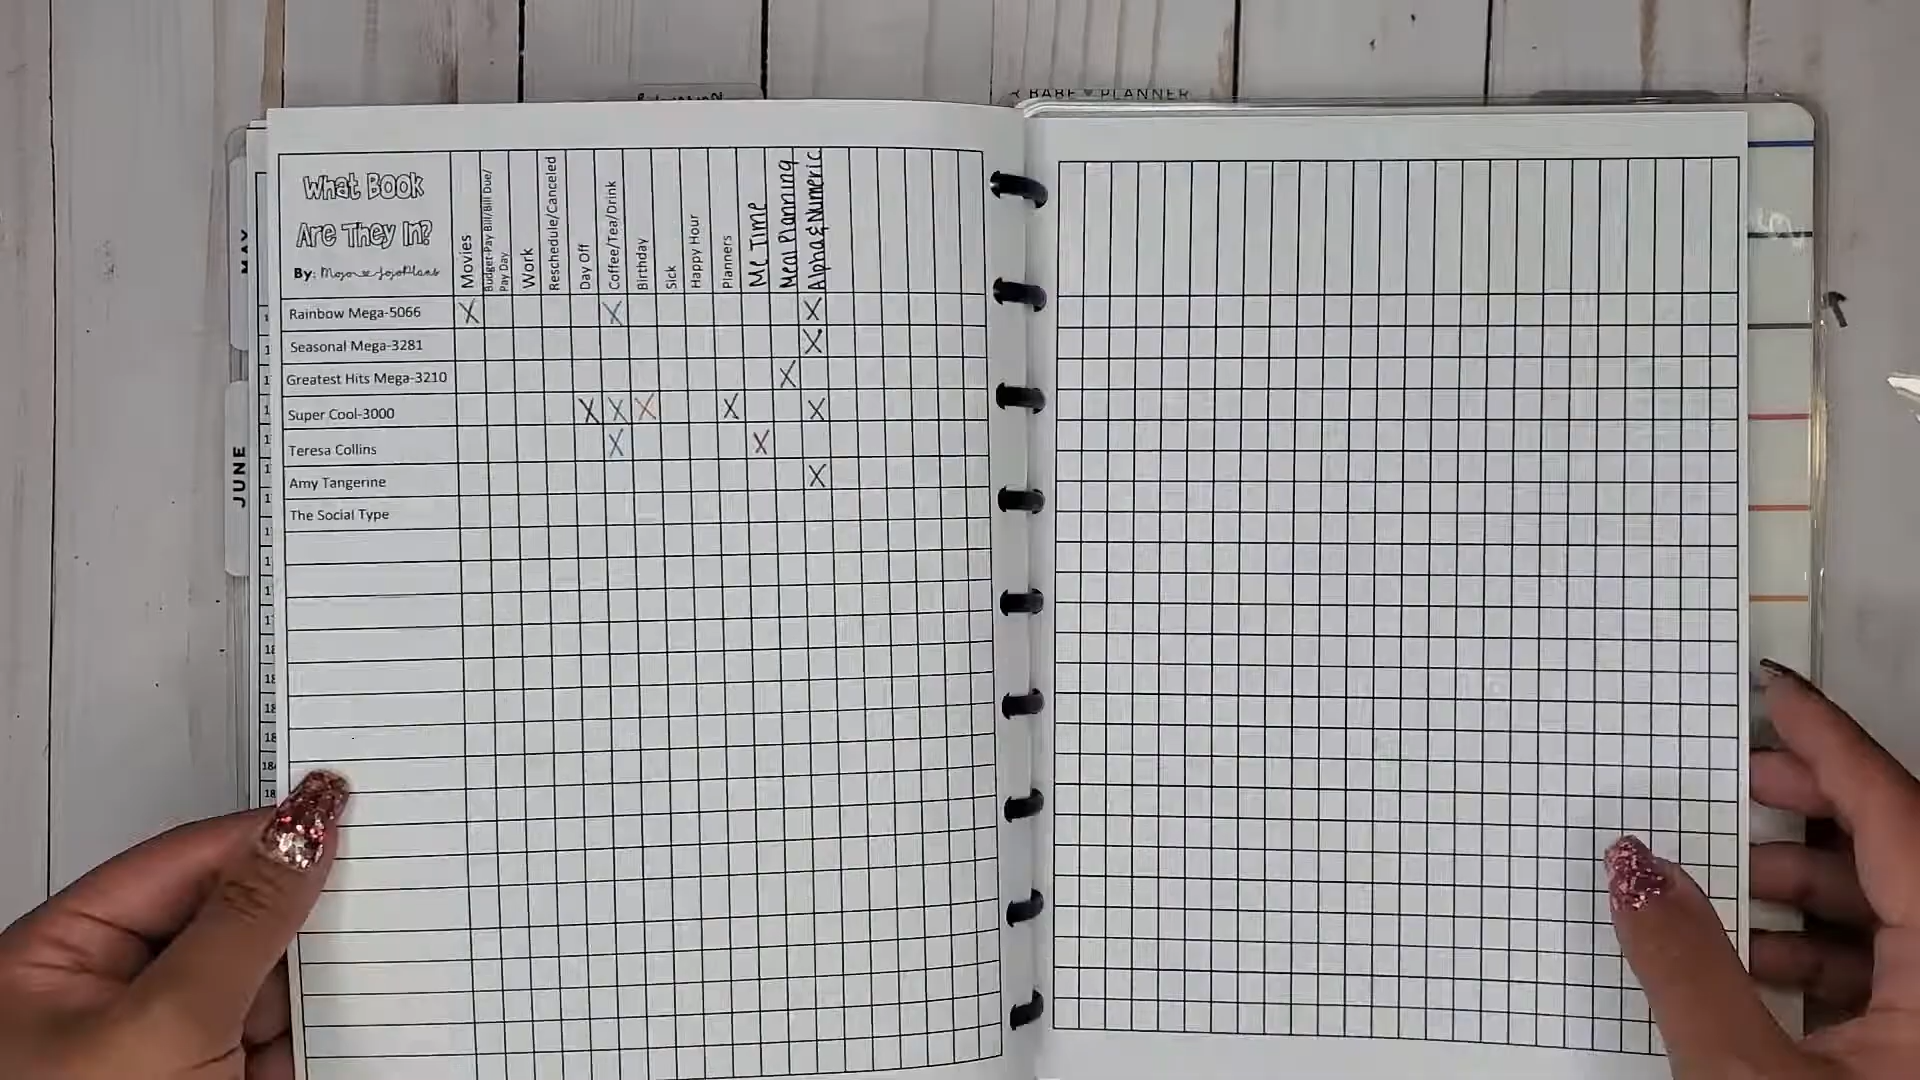 R BABE ♥ PLANNER
MAY
JUNE
What Book
Are They In?
By: Mojo JojoPlans
Movies
Budget-Pay Bill/Bill Due/
Pay Day
Work
Reschedule/Canceled
Day Off
Coffee/Tea/Drink
Birthday
Sick
Happy Hour
Planners
Me Time
Meal Planning
Alpha & Numeric
Rainbow Mega-5066 X X X
Seasonal Mega-3281 X
Greatest Hits Mega-3210 X
Super Cool-3000 X X X X X
Teresa Collins X X
Amy Tangerine X
The Social Type